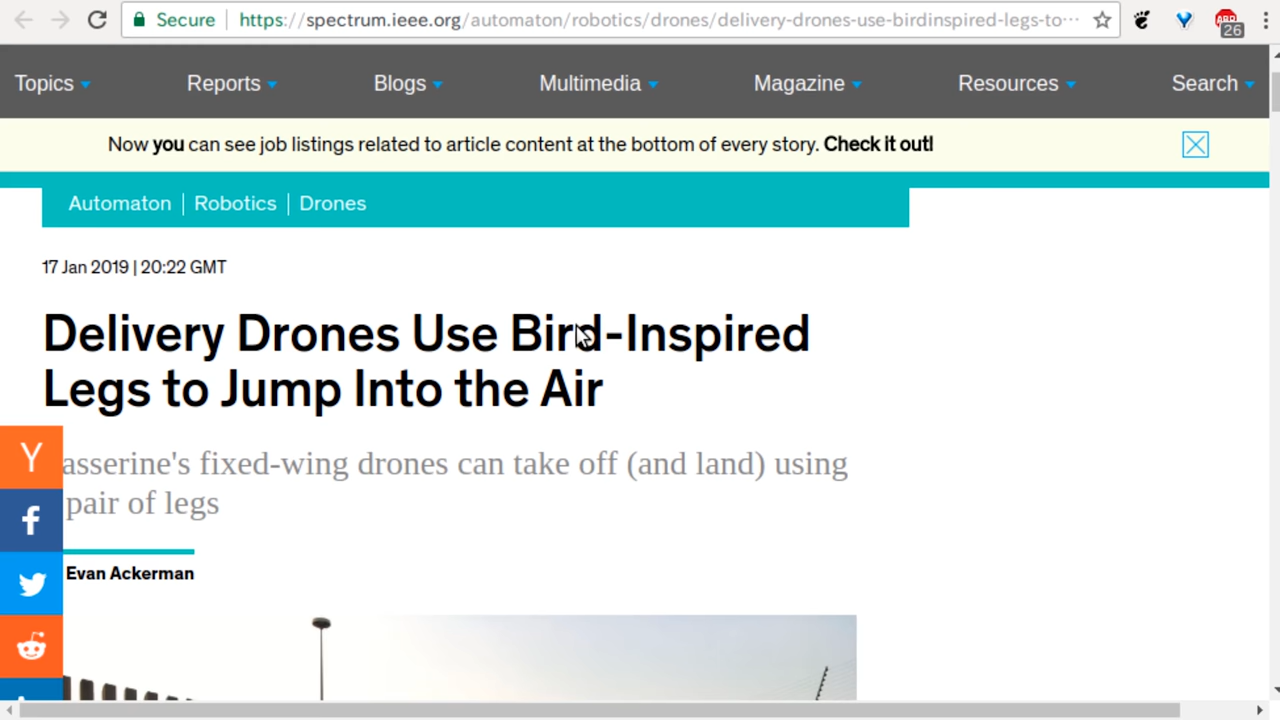 Secure https://spectrum.ieee.org/automaton/robotics/drones/delivery-drones-use-birdinspired-legs-to…
26
Topics Reports Blogs Multimedia Magazine Resources Search
Now you can see job listings related to article content at the bottom of every story. Check it out!
Automaton | Robotics | Drones
17 Jan 2019 | 20:22 GMT
Delivery Drones Use Bird-Inspired
Legs to Jump Into the Air
asserine's fixed-wing drones can take off (and land) using
pair of legs
Evan Ackerman